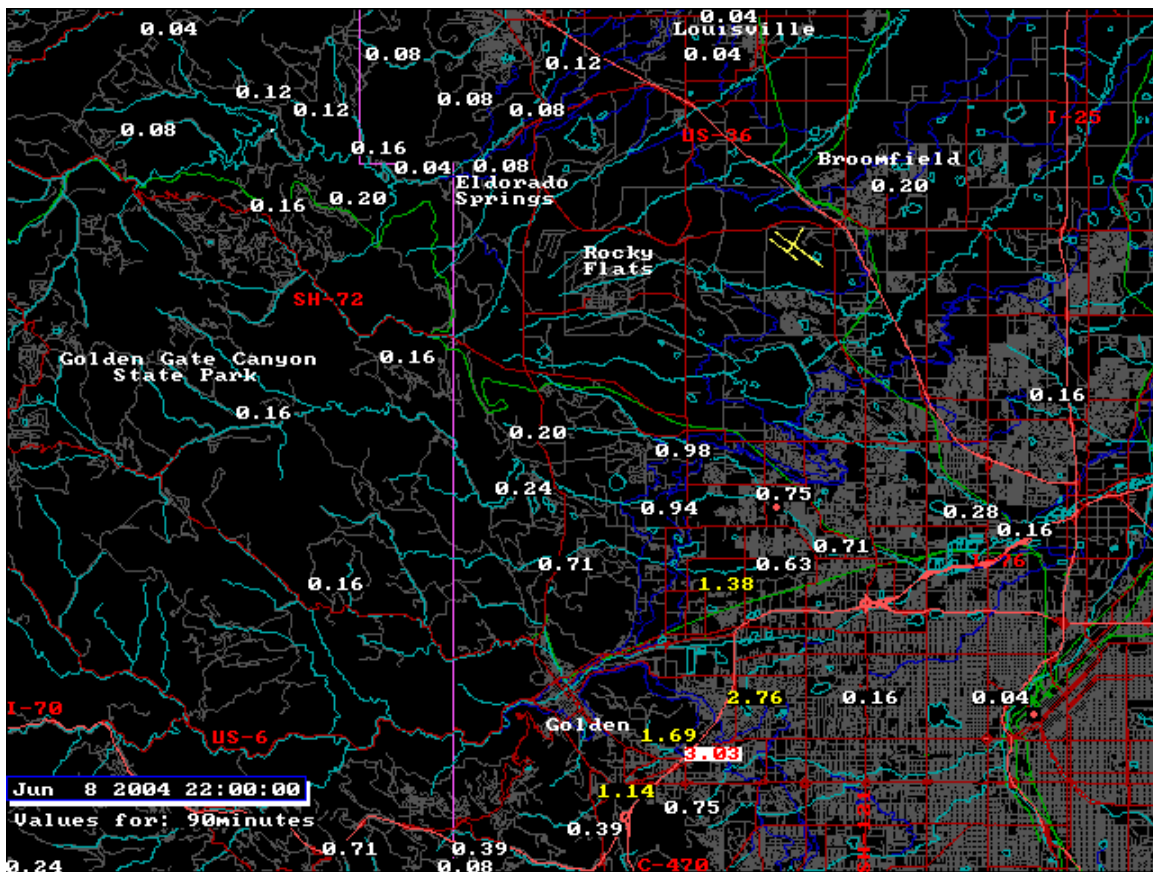 0.04
0.04
Louisville
0.08
0.12
0.04
0.12
0.12
0.08
0.08
0.08
I-25
US-36
0.16
0.04
0.08
Broomfield
Eldorado
Springs
0.20
0.16
0.20
Rocky
Flats
SH-72
Golden Gate Canyon
State Park
0.16
0.16
0.16
0.20
0.98
0.24
0.94
0.75
0.28
0.16
0.71
0.71
0.63
0.16
1.38
2.76
0.16
0.04
I-70
US-6
Golden
1.69
3.03
Jun 8 2004 22:00:00
1.14
0.75
Values for: 90minutes
0.39
0.71
0.39
0.24
0.08
C-470